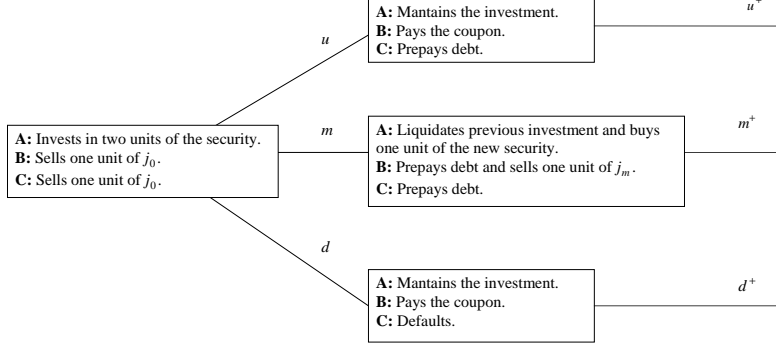 u
A: Mantains the investment.
B: Pays the coupon.
C: Prepays debt.
u⁺
A: Invests in two units of the security.
B: Sells one unit of j₀.
C: Sells one unit of j₀.
m
A: Liquidates previous investment and buys
one unit of the new security.
B: Prepays debt and sells one unit of jₘ.
C: Prepays debt.
m⁺
d
A: Mantains the investment.
B: Pays the coupon.
C: Defaults.
d⁺